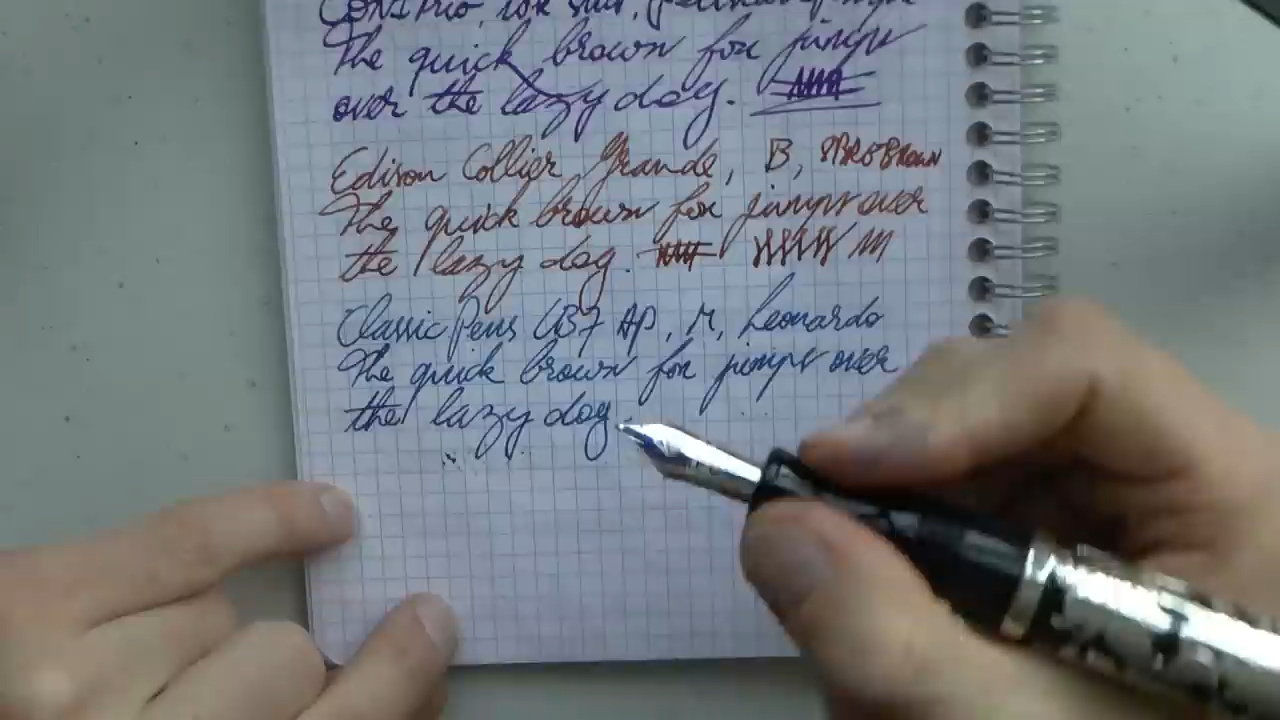 The quick brown fox jumps
over the lazy dog.
Edison Collier Grande, B,
The quick brown fox jumps over
the lazy dog.
Classic Pens LB7 AP, M, Leonardo
The quick brown fox jumps over
the lazy dog.